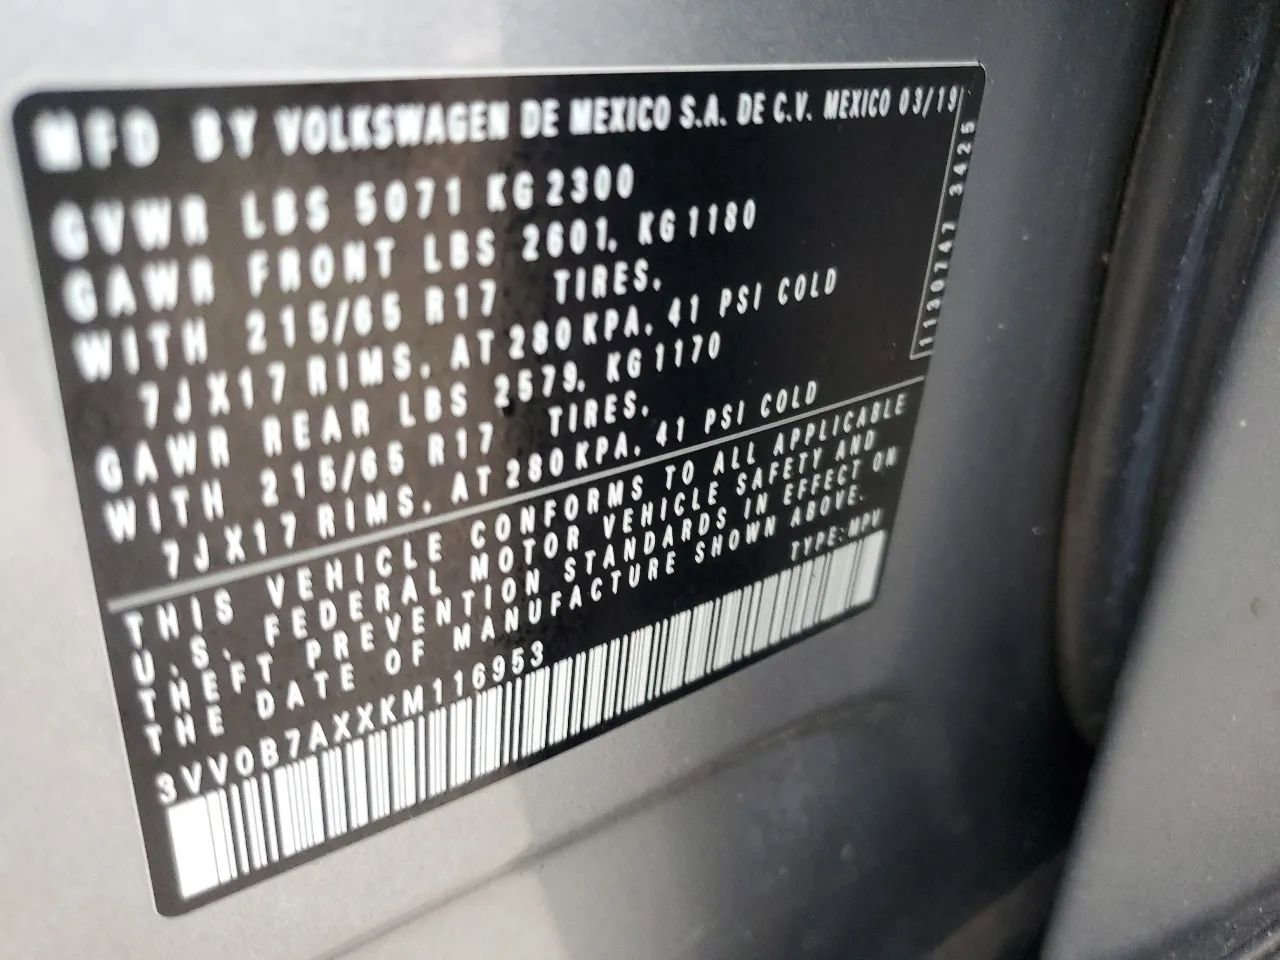 MFD BY VOLKSWAGEN DE MEXICO S.A. DE C.V. MEXICO 03/19
GVWR LBS 5071 KG 2300
GAWR FRONT LBS 2601, KG 1180
WITH 215/65 R17 TIRES,
7JX17 RIMS, AT 280 KPA, 41 PSI COLD
GAWR REAR LBS 2579, KG 1170
WITH 215/65 R17 TIRES,
7JX17 RIMS, AT 280 KPA, 41 PSI COLD
1130747 3425
THIS VEHICLE CONFORMS TO ALL APPLICABLE
U.S. FEDERAL MOTOR VEHICLE SAFETY AND
THEFT PREVENTION STANDARDS IN EFFECT ON
THE DATE OF MANUFACTURE SHOWN ABOVE.
3VV0B7AXXKM116953 TYPE:MPV